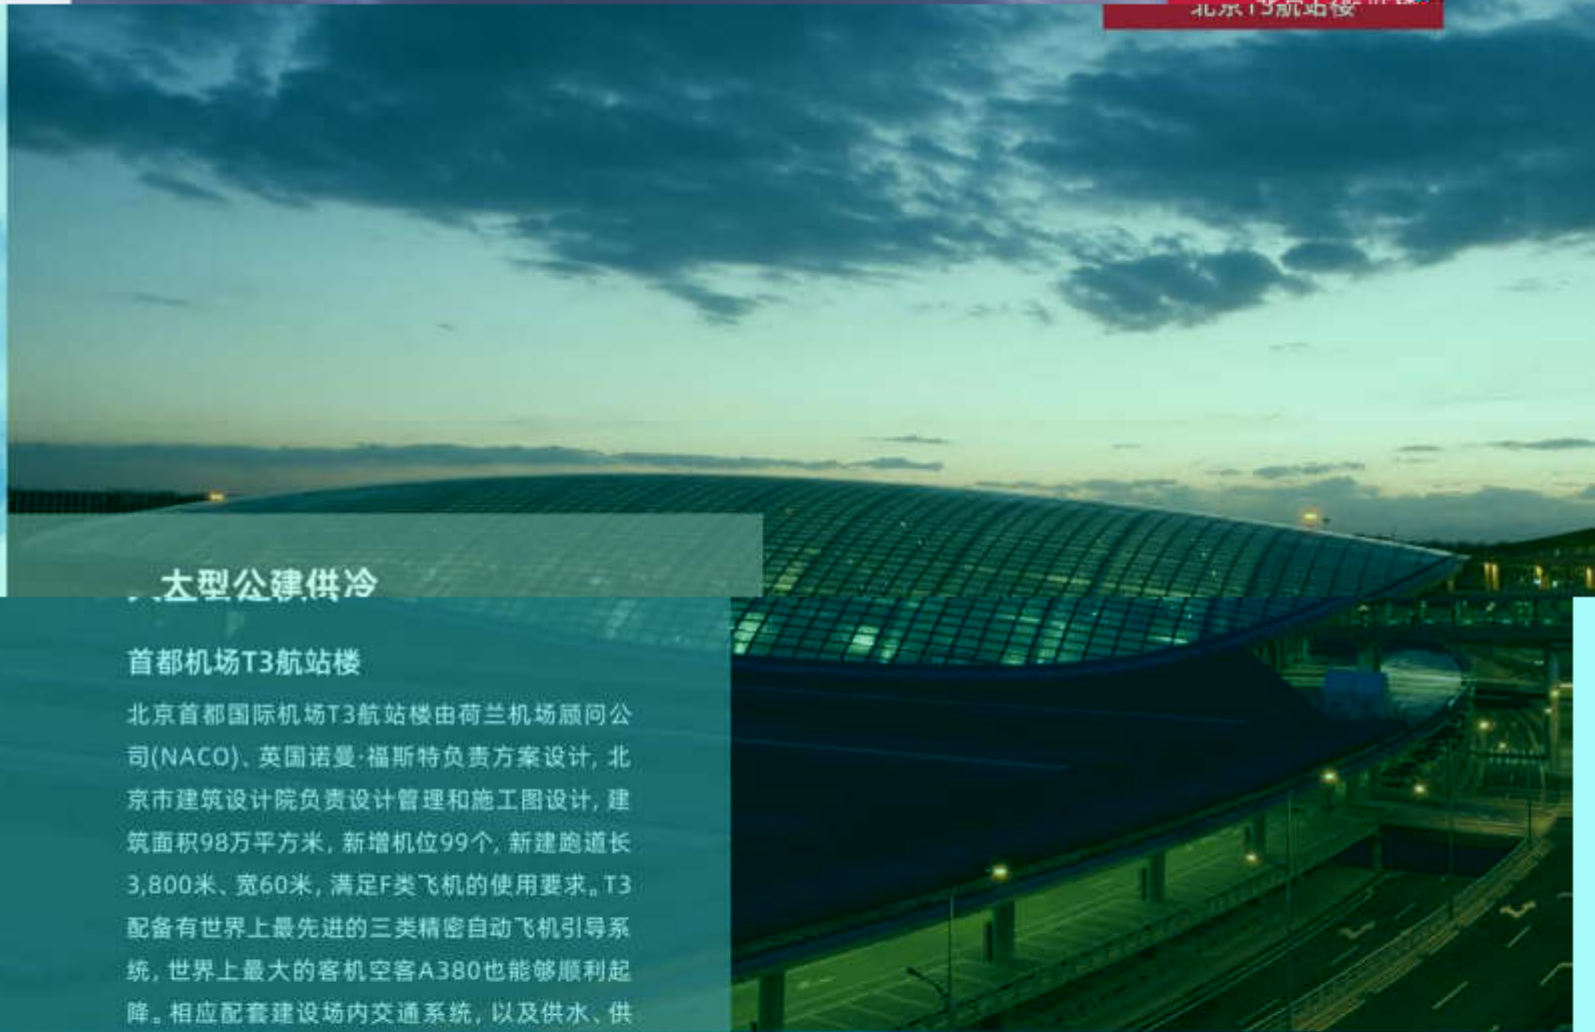 北京T3航站楼
大型公建供冷
首都机场T3航站楼
北京首都国际机场T3航站楼由荷兰机场顾问公
司(NACO)、英国诺曼·福斯特负责方案设计, 北
京市建筑设计院负责设计管理和施工图设计, 建
筑面积98万平方米, 新增机位99个, 新建跑道长
3,800米、宽60米, 满足F类飞机的使用要求。T3
配备有世界上最先进的三类精密自动飞机引导系
统, 世界上最大的客机空客A380也能够顺利起
降。相应配套建设场内交通系统, 以及供水、供